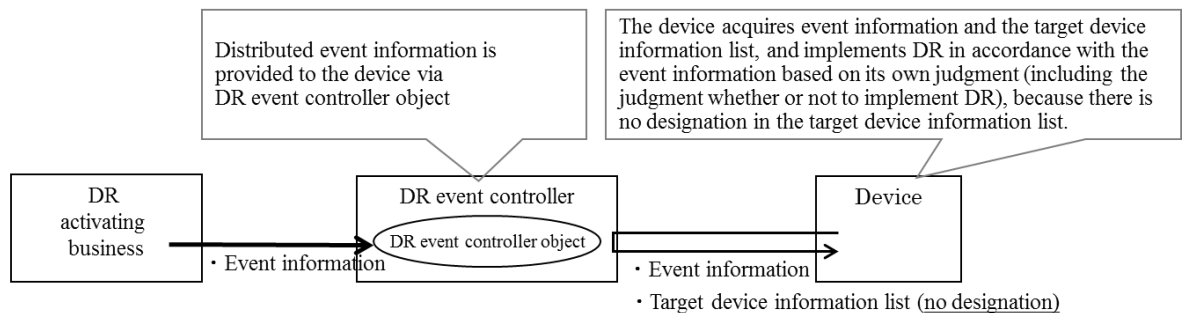 Distributed event information is
provided to the device via
DR event controller object
The device acquires event information and the target device
information list, and implements DR in accordance with the
event information based on its own judgment (including the
judgment whether or not to implement DR), because there is
no designation in the target device information list.
DR
activating
business
・Event information
DR event controller
DR event controller object
Device
・Event information
・Target device information list (no designation)